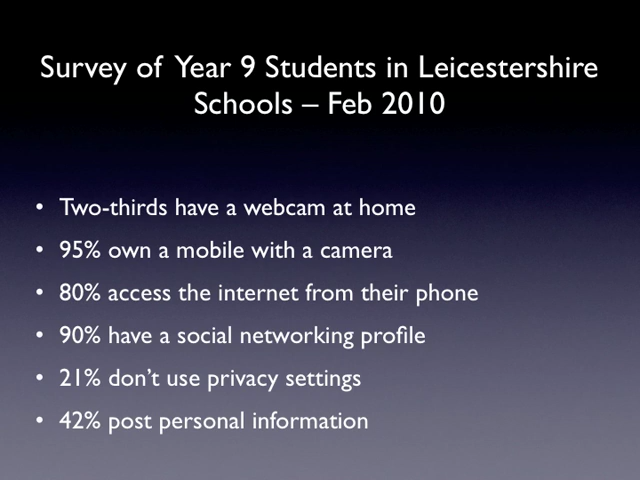 Survey of Year 9 Students in Leicestershire
Schools – Feb 2010
• Two-thirds have a webcam at home
• 95% own a mobile with a camera
• 80% access the internet from their phone
• 90% have a social networking profile
• 21% don’t use privacy settings
• 42% post personal information